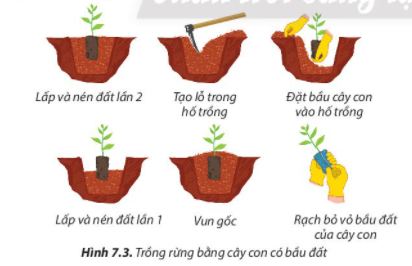 Lấp và nén đất lần 2
Tạo lỗ trong
hố trồng
Đặt bầu cây con
vào hố trồng
Lấp và nén đất lần 1
Vun gốc
Rạch bỏ vỏ bầu đất
của cây con
Hình 7.3. Trồng rừng bằng cây con có bầu đất